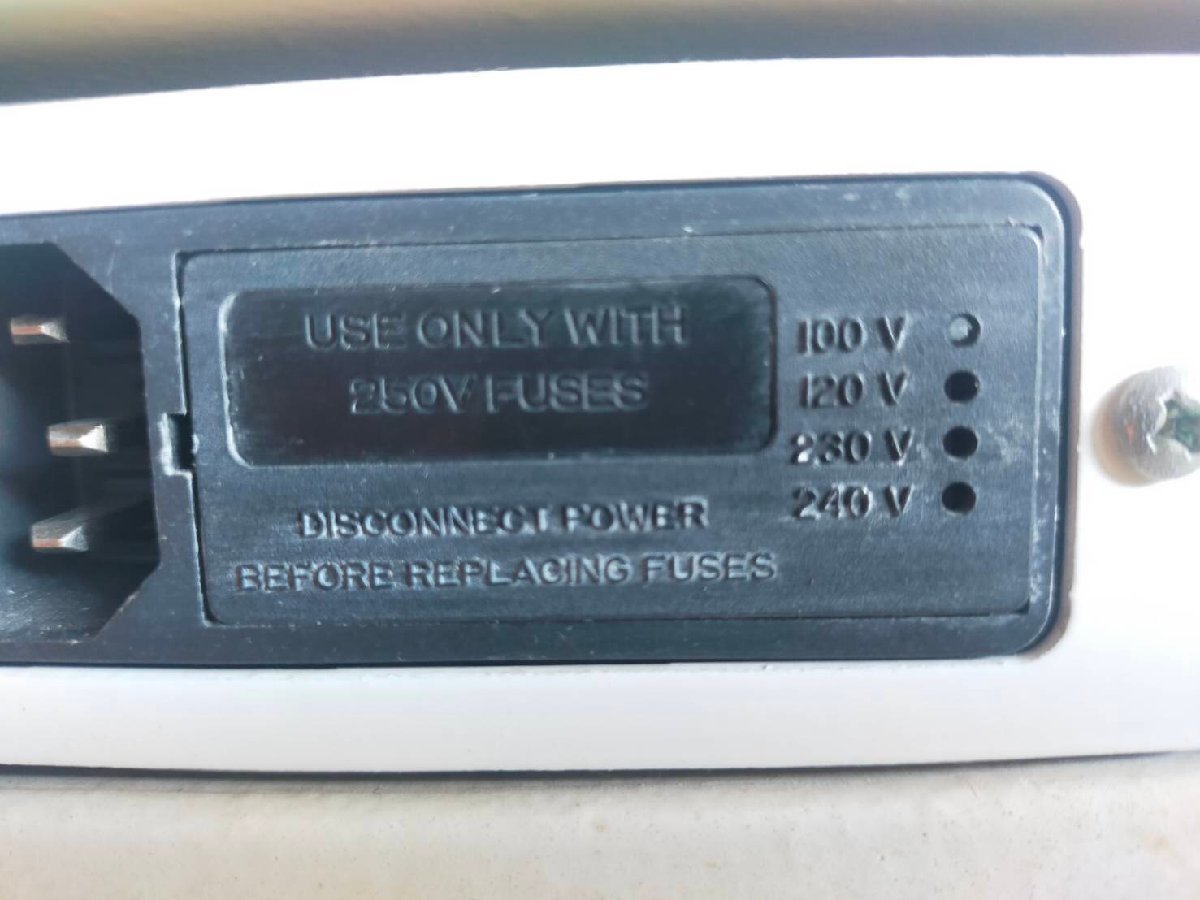 USE ONLY WITH
250V FUSES
DISCONNECT POWER
BEFORE REPLACING FUSES
100 V
120 V
230 V
240 V